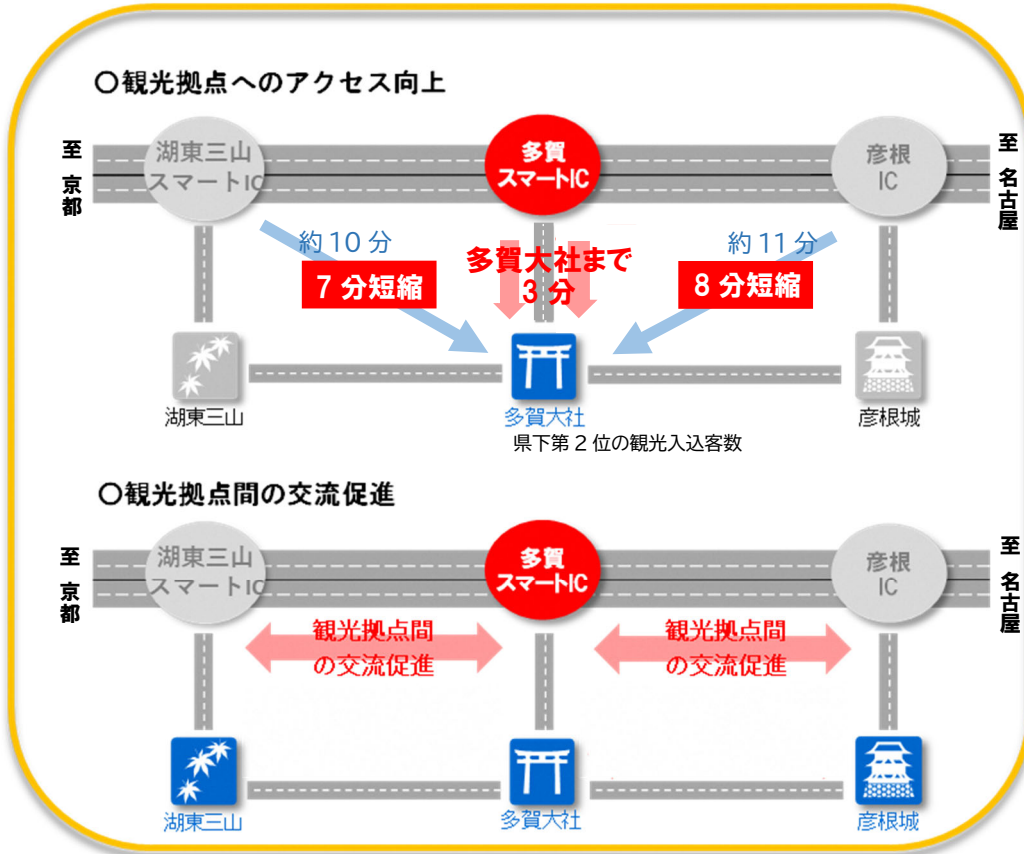 〇観光拠点へのアクセス向上
至 京都
湖東三山
スマートIC
多賀
スマートIC
彦根
IC
至 名古屋
約10分
7分短縮
多賀大社まで
3分
約11分
8分短縮
湖東三山
多賀大社
彦根城
県下第2位の観光入込客数
〇観光拠点間の交流促進
至 京都
湖東三山
スマートIC
多賀
スマートIC
彦根
IC
至 名古屋
観光拠点間
の交流促進
観光拠点間
の交流促進
湖東三山
多賀大社
彦根城